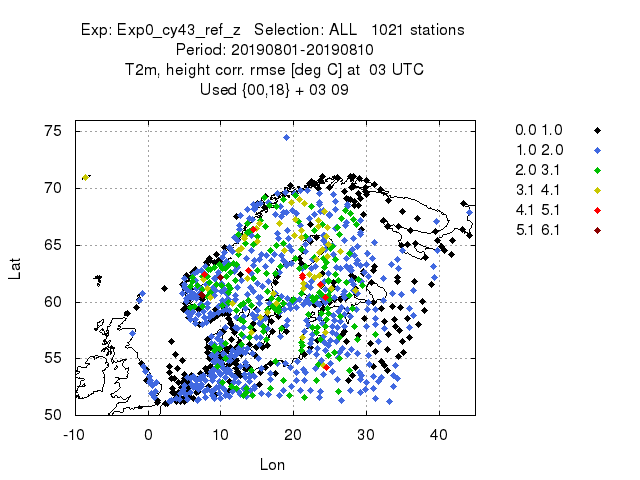 Exp: Exp0_cy43_ref_z   Selection: ALL   1021 stations
Period: 20190801-20190810
T2m, height corr. rmse [deg C] at  03 UTC
Used {00,18} + 03 09
75
70
65
60
55
50
Lat
-10 0 10 20 30 40
Lon
0.0 1.0
1.0 2.0
2.0 3.1
3.1 4.1
4.1 5.1
5.1 6.1